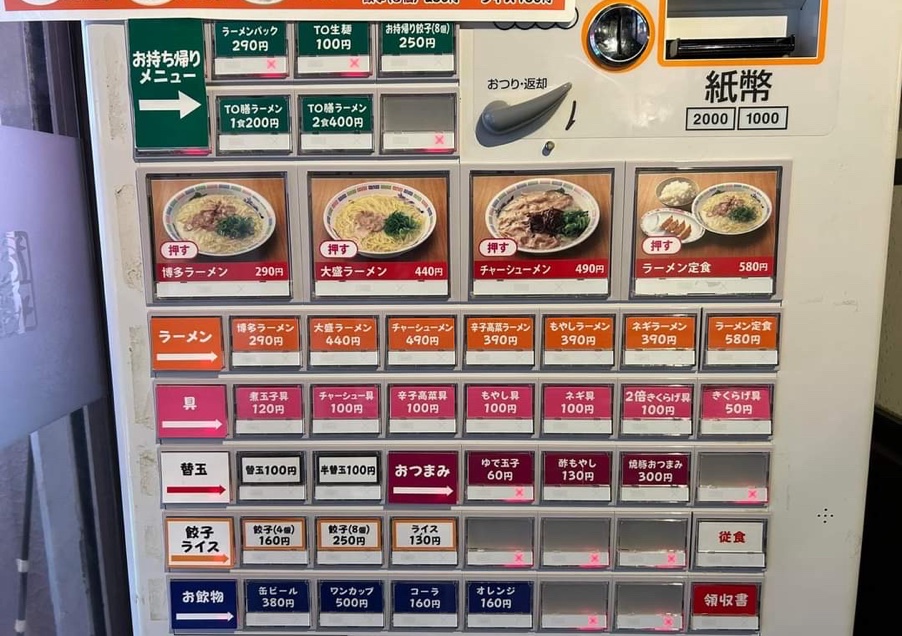 お持ち帰り
メニュー
ラーメンパック
290円
TO生麺
100円
お持帰り餃子(8個)
250円
TO膳ラーメン
1食200円
TO膳ラーメン
2食400円
おつり・返却
紙幣
2000 1000
押す
博多ラーメン 290円
押す
大盛ラーメン 440円
押す
チャーシューメン 490円
押す
ラーメン定食 580円
ラーメン
博多ラーメン
290円
大盛ラーメン
440円
チャーシューメン
490円
辛子高菜ラーメン
390円
もやしラーメン
390円
ネギラーメン
390円
ラーメン定食
580円
具
煮玉子具
120円
チャーシュー具
100円
辛子高菜具
100円
もやし具
100円
ネギ具
100円
2倍きくらげ具
100円
きくらげ具
50円
替玉
替玉100円
半替玉100円
おつまみ
ゆで玉子
60円
酢もやし
130円
焼豚おつまみ
300円
餃子
ライス
餃子(4個)
160円
餃子(8個)
250円
ライス
130円
従食
お飲物
缶ビール
380円
ワンカップ
500円
コーラ
160円
オレンジ
160円
領収書